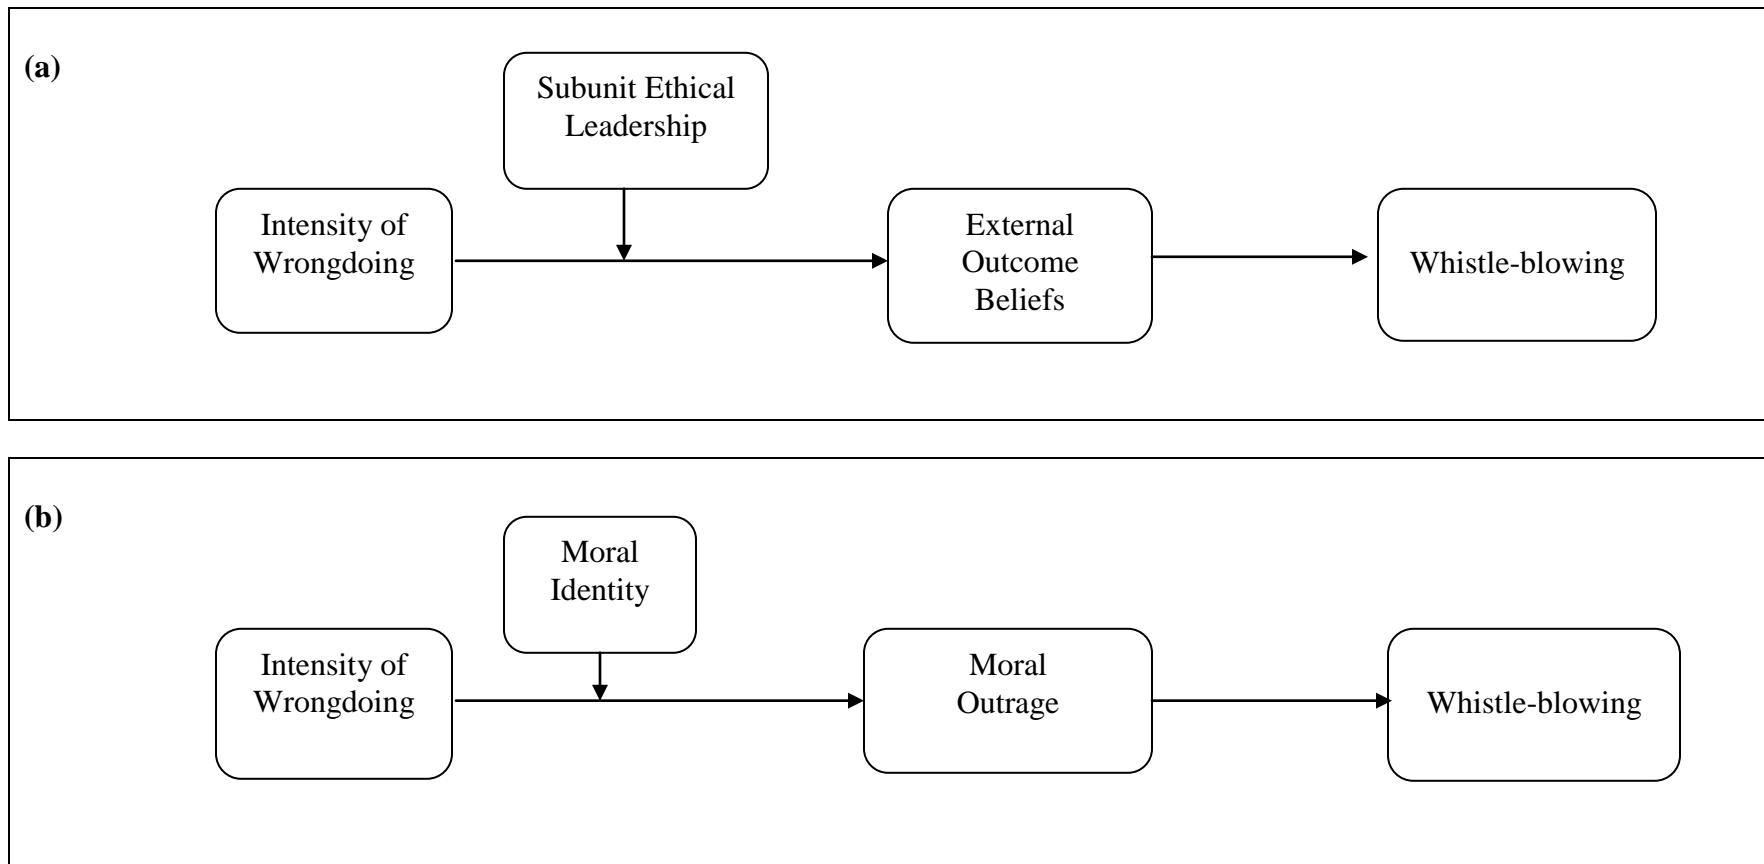 (a)
Subunit Ethical
Leadership
Intensity of
Wrongdoing
External
Outcome
Beliefs
Whistle-blowing
(b)
Moral
Identity
Intensity of
Wrongdoing
Moral
Outrage
Whistle-blowing